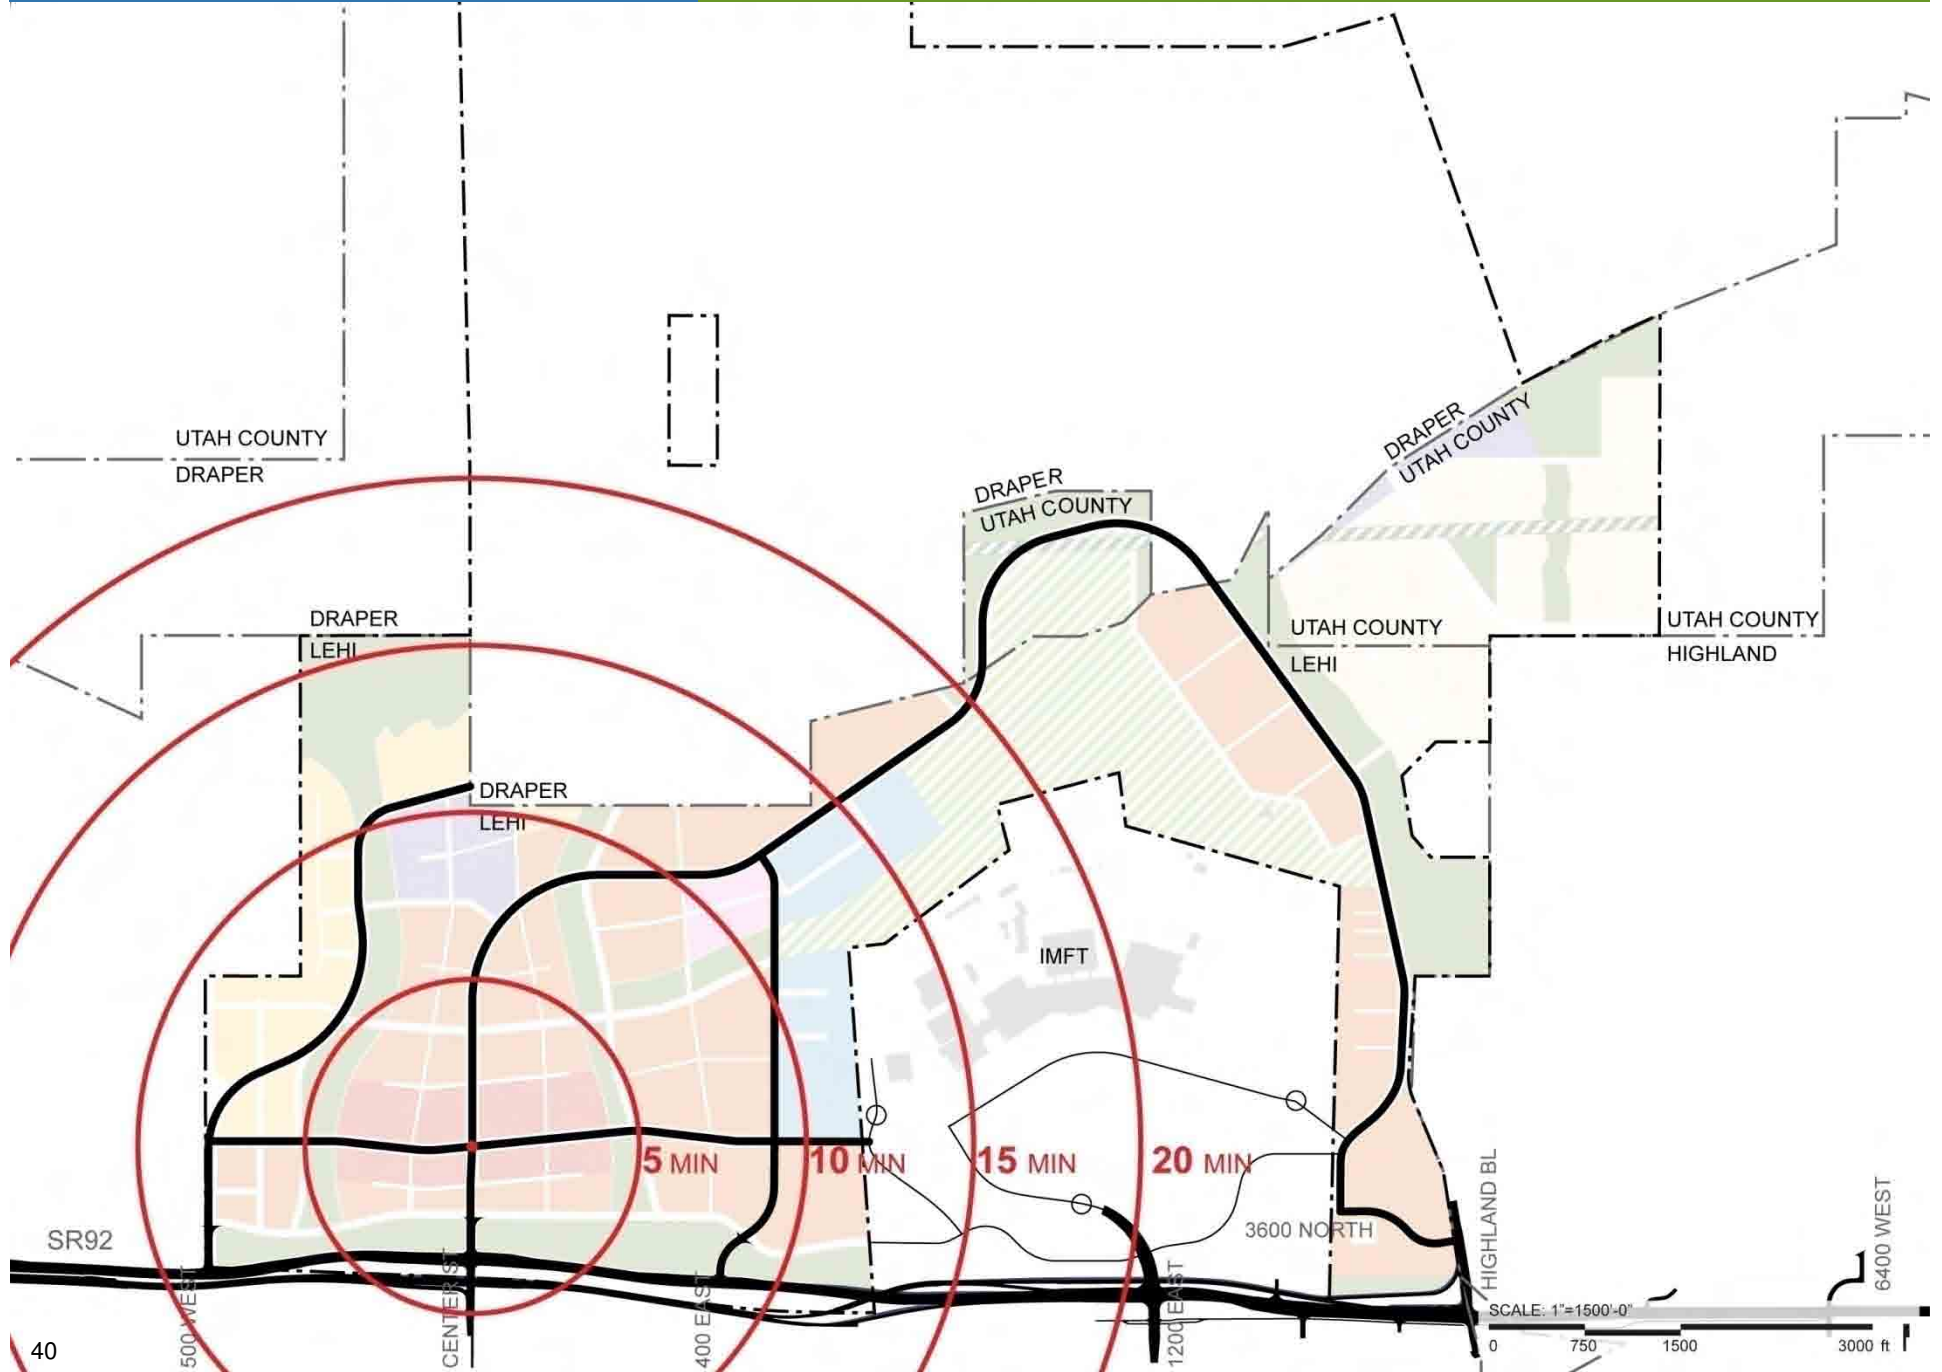 UTAH COUNTY
DRAPER
DRAPER
UTAH COUNTY
DRAPER
UTAH COUNTY
DRAPER
LEHI
UTAH COUNTY
LEHI
UTAH COUNTY
HIGHLAND
DRAPER
LEHI
IMFT
5 MIN
10 MIN
15 MIN
20 MIN
SR92
3600 NORTH
500 WEST
CENTER ST
400 EAST
1200 EAST
HIGHLAND BL
6400 WEST
SCALE: 1"=1500'-0"
0 750 1500 3000 ft
40